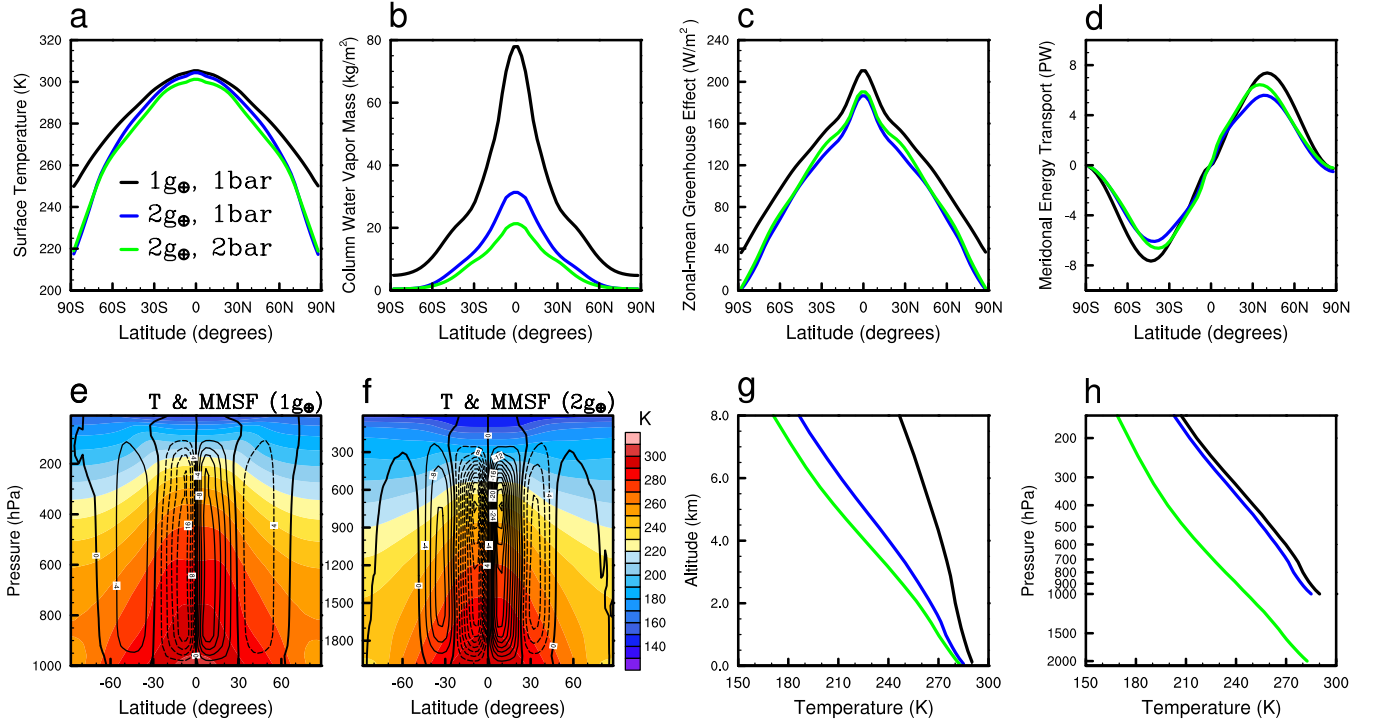 a
Surface Temperature (K)
320
300
280
260
240
220
200
1g⊕, 1bar
2g⊕, 1bar
2g⊕, 2bar
90S 60S 30S 0 30N 60N 90N
Latitude (degrees)
b
Column Water Vapor Mass (kg/m²)
80
60
40
20
0
90S 60S 30S 0 30N 60N 90N
Latitude (degrees)
c
Zonal-mean Greenhouse Effect (W/m²)
240
200
160
120
80
40
0
90S 60S 30S 0 30N 60N 90N
Latitude (degrees)
d
Meridonal Energy Transport (PW)
8
4
0
-4
-8
90S 60S 30S 0 30N 60N 90N
Latitude (degrees)
e
T & MMSF (1g⊕)
Pressure (hPa)
200
400
600
800
1000
-60 -30 0 30 60
Latitude (degrees)
f
T & MMSF (2g⊕)
300
600
900
1200
1500
1800
-60 -30 0 30 60
Latitude (degrees)
K
300
280
260
240
220
200
180
160
140
g
Altitude (km)
8.0
6.0
4.0
2.0
0.0
150 180 210 240 270 300
Temperature (K)
h
Pressure (hPa)
200
300
400
500
600
700
800
900
1000
1500
2000
150 180 210 240 270 300
Temperature (K)